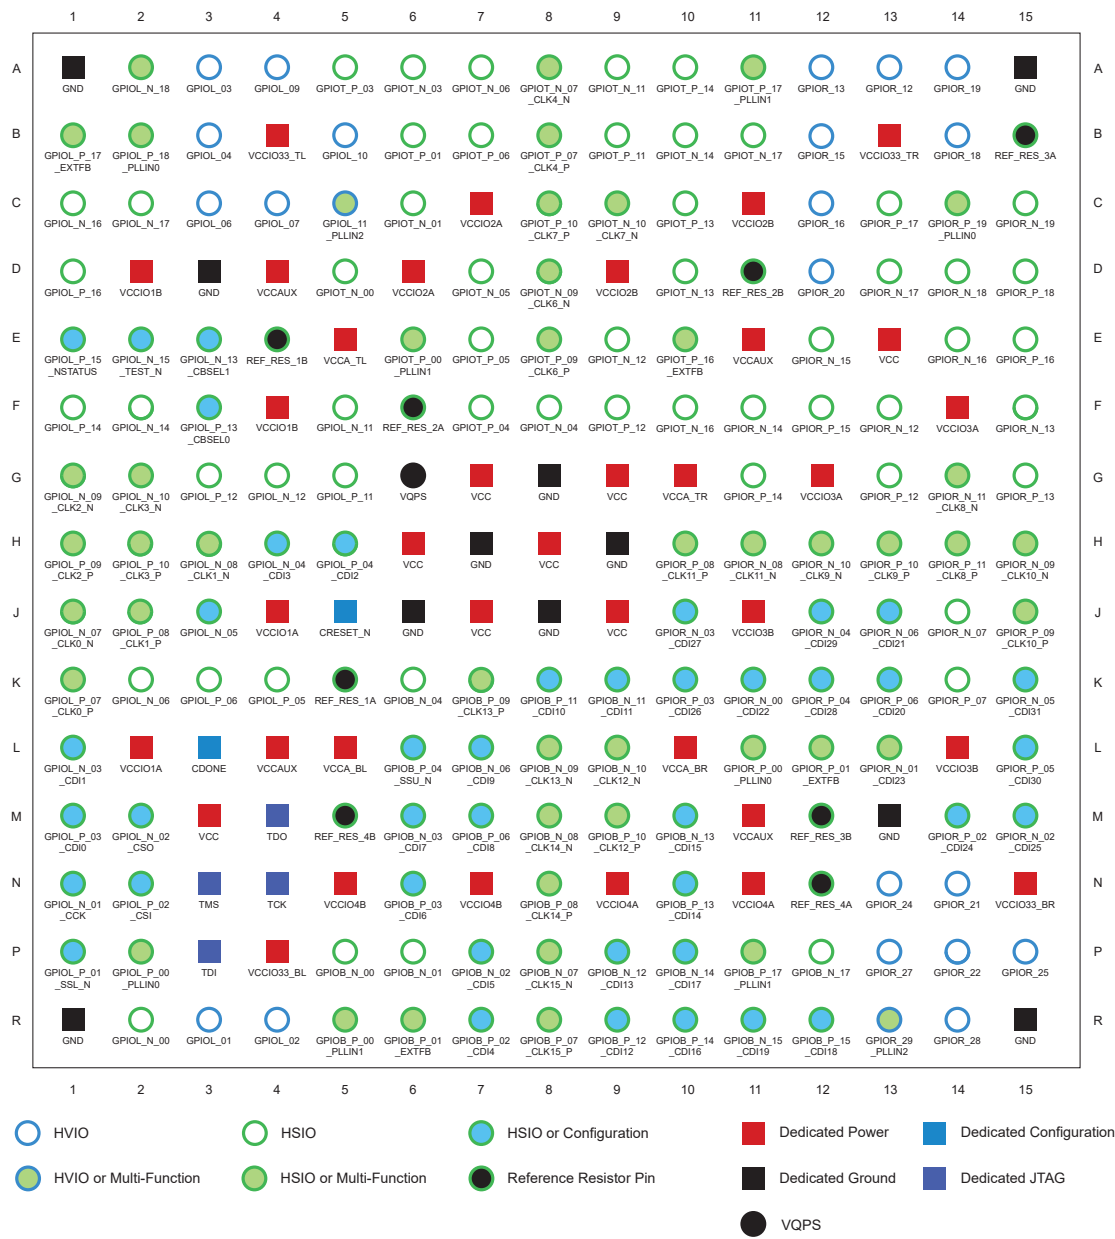 1 2 3 4 5 6 7 8 9 10 11 12 13 14 15
A A
GND GPIOL_N_18 GPIOL_03 GPIOL_09 GPIOT_P_03 GPIOT_N_03 GPIOT_N_06 GPIOT_N_07 GPIOT_N_11 GPIOT_P_14 GPIOT_P_17 GPIOR_13 GPIOR_12 GPIOR_19 GND
_CLK4_N _PLLIN1
B B
GPIOL_P_17 GPIOL_P_18 GPIOL_04 VCCIO33_TL GPIOL_10 GPIOT_P_01 GPIOT_P_06 GPIOT_P_07 GPIOT_P_11 GPIOT_N_14 GPIOT_N_17 GPIOR_15 VCCIO33_TR GPIOR_18 REF_RES_3A
_EXTFB _PLLIN0 _CLK4_P
C C
GPIOL_N_16 GPIOL_N_17 GPIOL_06 GPIOL_07 GPIOL_11 GPIOT_N_01 VCCIO2A GPIOT_P_10 GPIOT_N_10 GPIOT_P_13 VCCIO2B GPIOR_16 GPIOR_P_17 GPIOR_P_19 GPIOR_N_19
_PLLIN2 _CLK7_P _CLK7_N _PLLIN0
D D
GPIOL_P_16 VCCIO1B GND VCCAUX GPIOT_N_00 VCCIO2A GPIOT_N_05 GPIOT_N_09 VCCIO2B GPIOT_N_13 REF_RES_2B GPIOR_20 GPIOR_N_17 GPIOR_N_18 GPIOR_P_18
_CLK6_N
E E
GPIOL_P_15 GPIOL_N_15 GPIOL_N_13 REF_RES_1B VCCA_TL GPIOT_P_00 GPIOT_P_05 GPIOT_P_09 GPIOT_N_12 GPIOT_P_16 VCCAUX GPIOR_N_15 VCC GPIOR_N_16 GPIOR_P_16
_NSTATUS _TEST_N _CBSEL1 _PLLIN1 _CLK6_P _EXTFB
F F
GPIOL_P_14 GPIOL_N_14 GPIOL_P_13 VCCIO1B GPIOL_N_11 REF_RES_2A GPIOT_P_04 GPIOT_N_04 GPIOT_P_12 GPIOT_N_16 GPIOR_N_14 GPIOR_P_15 GPIOR_N_12 VCCIO3A GPIOR_N_13
_CBSEL0
G G
GPIOL_N_09 GPIOL_N_10 GPIOL_P_12 GPIOL_N_12 GPIOL_P_11 VQPS VCC GND VCC VCCA_TR GPIOR_P_14 VCCIO3A GPIOR_P_12 GPIOR_N_11 GPIOR_P_13
_CLK2_N _CLK3_N _CLK8_N
H H
GPIOL_P_09 GPIOL_P_10 GPIOL_N_08 GPIOL_N_04 GPIOL_P_04 VCC GND VCC GND GPIOR_P_08 GPIOR_N_08 GPIOR_N_10 GPIOR_P_10 GPIOR_P_11 GPIOR_N_09
_CLK2_P _CLK3_P _CLK1_N _CDI3 _CDI2 _CLK11_P _CLK11_N _CLK9_N _CLK9_P _CLK8_P _CLK10_N
J J
GPIOL_N_07 GPIOL_P_08 GPIOL_N_05 VCCIO1A CRESET_N GND VCC GND VCC GPIOR_N_03 VCCIO3B GPIOR_N_04 GPIOR_N_06 GPIOR_N_07 GPIOR_P_09
_CLK0_N _CLK1_P _CDI27 _CDI29 _CDI21 _CLK10_P
K K
GPIOL_P_07 GPIOL_N_06 GPIOL_P_06 GPIOL_P_05 REF_RES_1A GPIOB_N_04 GPIOB_P_09 GPIOB_P_11 GPIOB_N_11 GPIOR_P_03 GPIOR_N_00 GPIOR_P_04 GPIOR_P_06 GPIOR_P_07 GPIOR_N_05
_CLK0_P _CLK13_P _CDI10 _CDI11 _CDI26 _CDI22 _CDI28 _CDI20 _CDI31
L L
GPIOL_N_03 VCCIO1A CDONE VCCAUX VCCA_BL GPIOB_P_04 GPIOB_N_06 GPIOB_N_09 GPIOB_N_10 VCCA_BR GPIOR_P_00 GPIOR_P_01 GPIOR_N_01 VCCIO3B GPIOR_P_05
_CDI1 _SSU_N _CDI9 _CLK13_N _CLK12_N _PLLIN0 _EXTFB _CDI23 _CDI30
M M
GPIOL_P_03 GPIOL_N_02 VCC TDO REF_RES_4B GPIOB_N_03 GPIOB_P_06 GPIOB_N_08 GPIOB_P_10 GPIOB_N_13 VCCAUX REF_RES_3B GND GPIOR_P_02 GPIOR_N_02
_CDI0 _CSO _CDI7 _CDI8 _CLK14_N _CLK12_P _CDI15 _CDI24 _CDI25
N N
GPIOL_N_01 GPIOL_P_02 TMS TCK VCCIO4B GPIOB_P_03 VCCIO4B GPIOB_P_08 VCCIO4A GPIOB_P_13 VCCIO4A REF_RES_4A GPIOR_24 GPIOR_21 VCCIO33_BR
_CCK _CSI _CDI6 _CLK14_P _CDI14
P P
GPIOL_P_01 GPIOL_P_00 TDI VCCIO33_BL GPIOB_N_00 GPIOB_N_01 GPIOB_N_02 GPIOB_N_07 GPIOB_N_12 GPIOB_N_14 GPIOB_P_17 GPIOB_N_17 GPIOR_27 GPIOR_22 GPIOR_25
_SSL_N _PLLIN0 _CDI5 _CLK15_N _CDI13 _CDI17 _PLLIN1
R R
GND GPIOL_N_00 GPIOL_01 GPIOL_02 GPIOB_P_00 GPIOB_P_01 GPIOB_P_02 GPIOB_P_07 GPIOB_P_12 GPIOB_P_14 GPIOB_N_15 GPIOB_P_15 GPIOR_29 GPIOR_28 GND
_PLLIN1 _EXTFB _CDI4 _CLK15_P _CDI12 _CDI16 _CDI19 _CDI18 _PLLIN2
1 2 3 4 5 6 7 8 9 10 11 12 13 14 15
HVIO HSIO HSIO or Configuration Dedicated Power Dedicated Configuration
HVIO or Multi-Function HSIO or Multi-Function Reference Resistor Pin Dedicated Ground Dedicated JTAG
VQPS